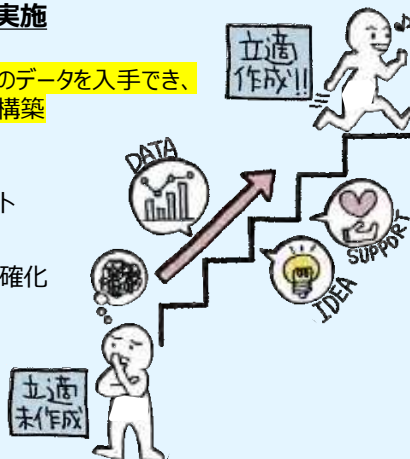 実施
のデータを入手でき、
構築
ト
確化
立適
作成!!
DATA
SUPPORT
IDEA
立適
未作成